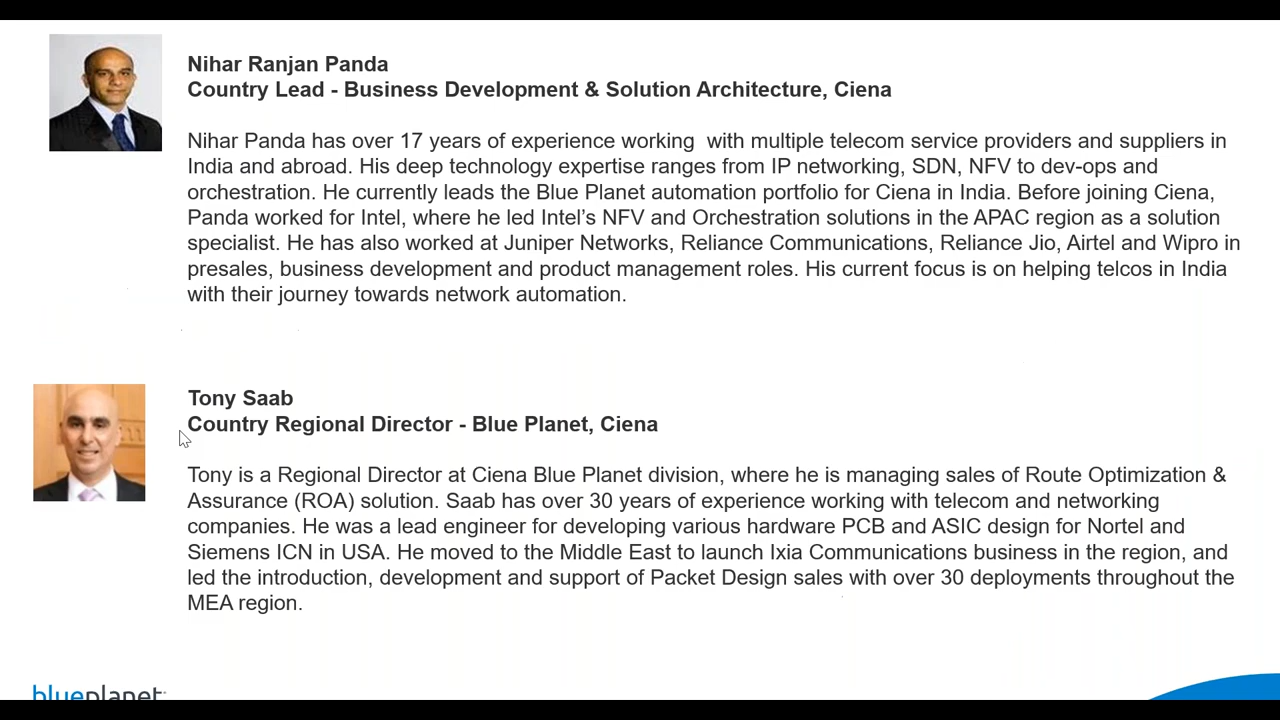 Nihar Ranjan Panda
Country Lead - Business Development & Solution Architecture, Ciena
Nihar Panda has over 17 years of experience working  with multiple telecom service providers and suppliers in
India and abroad. His deep technology expertise ranges from IP networking, SDN, NFV to dev-ops and
orchestration. He currently leads the Blue Planet automation portfolio for Ciena in India. Before joining Ciena,
Panda worked for Intel, where he led Intel’s NFV and Orchestration solutions in the APAC region as a solution
specialist. He has also worked at Juniper Networks, Reliance Communications, Reliance Jio, Airtel and Wipro in
presales, business development and product management roles. His current focus is on helping telcos in India
with their journey towards network automation.
Tony Saab
Country Regional Director - Blue Planet, Ciena
Tony is a Regional Director at Ciena Blue Planet division, where he is managing sales of Route Optimization &
Assurance (ROA) solution. Saab has over 30 years of experience working with telecom and networking
companies. He was a lead engineer for developing various hardware PCB and ASIC design for Nortel and
Siemens ICN in USA. He moved to the Middle East to launch Ixia Communications business in the region, and
led the introduction, development and support of Packet Design sales with over 30 deployments throughout the
MEA region.
blueplanet